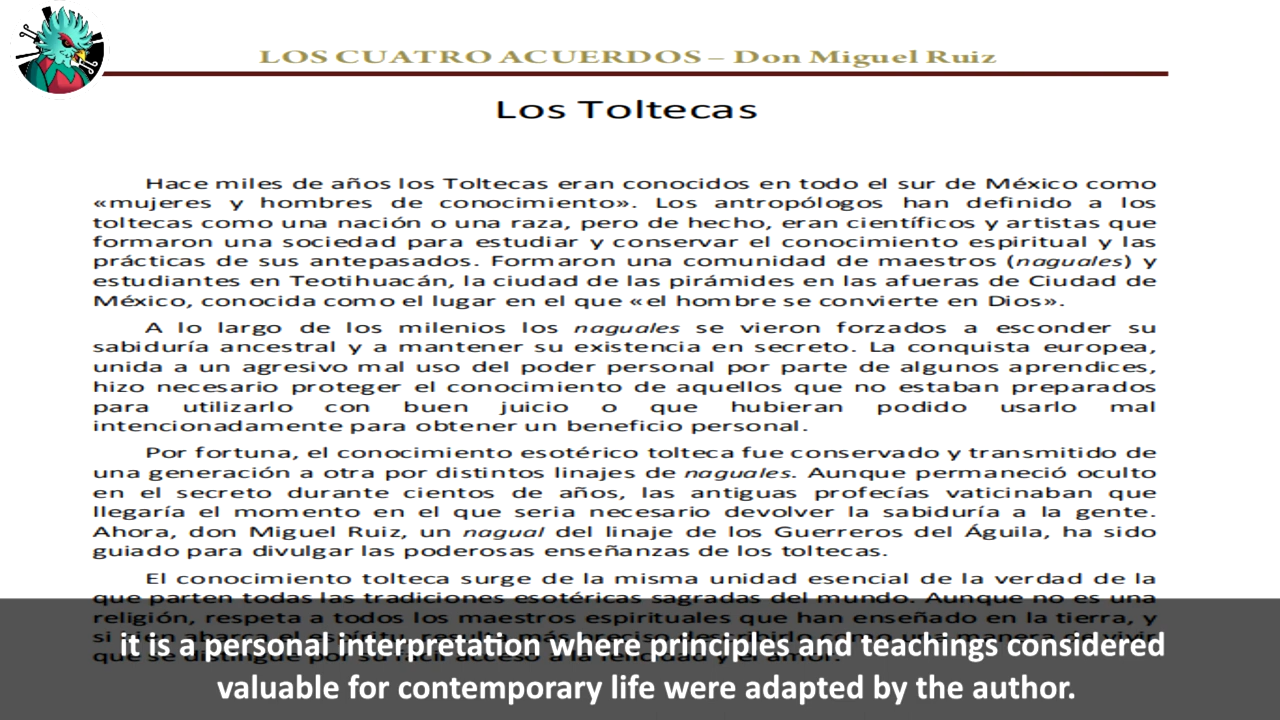 LOS CUATRO ACUERDOS – Don Miguel Ruiz
Los Toltecas
Hace miles de años los Toltecas eran conocidos en todo el sur de México como
«mujeres y hombres de conocimiento». Los antropólogos han definido a los
toltecas como una nación o una raza, pero de hecho, eran científicos y artistas que
formaron una sociedad para estudiar y conservar el conocimiento espiritual y las
prácticas de sus antepasados. Formaron una comunidad de maestros (naguales) y
estudiantes en Teotihuacán, la ciudad de las pirámides en las afueras de Ciudad de
México, conocida como el lugar en el que «el hombre se convierte en Dios».
A lo largo de los milenios los naguales se vieron forzados a esconder su
sabiduría ancestral y a mantener su existencia en secreto. La conquista europea,
unida a un agresivo mal uso del poder personal por parte de algunos aprendices,
hizo necesario proteger el conocimiento de aquellos que no estaban preparados
para utilizarlo con buen juicio o que hubieran podido usarlo mal
intencionadamente para obtener un beneficio personal.
Por fortuna, el conocimiento esotérico tolteca fue conservado y transmitido de
una generación a otra por distintos linajes de naguales. Aunque permaneció oculto
en el secreto durante cientos de años, las antiguas profecías vaticinaban que
llegaría el momento en el que seria necesario devolver la sabiduría a la gente.
Ahora, don Miguel Ruiz, un nagual del linaje de los Guerreros del Águila, ha sido
guiado para divulgar las poderosas enseñanzas de los toltecas.
El conocimiento tolteca surge de la misma unidad esencial de la verdad de la
que parten todas las tradiciones esotéricas sagradas del mundo. Aunque no es una
religión, respeta a todos los maestros espirituales que han enseñado en la tierra, y
it is a personal interpretation where principles and teachings considered
valuable for contemporary life were adapted by the author.